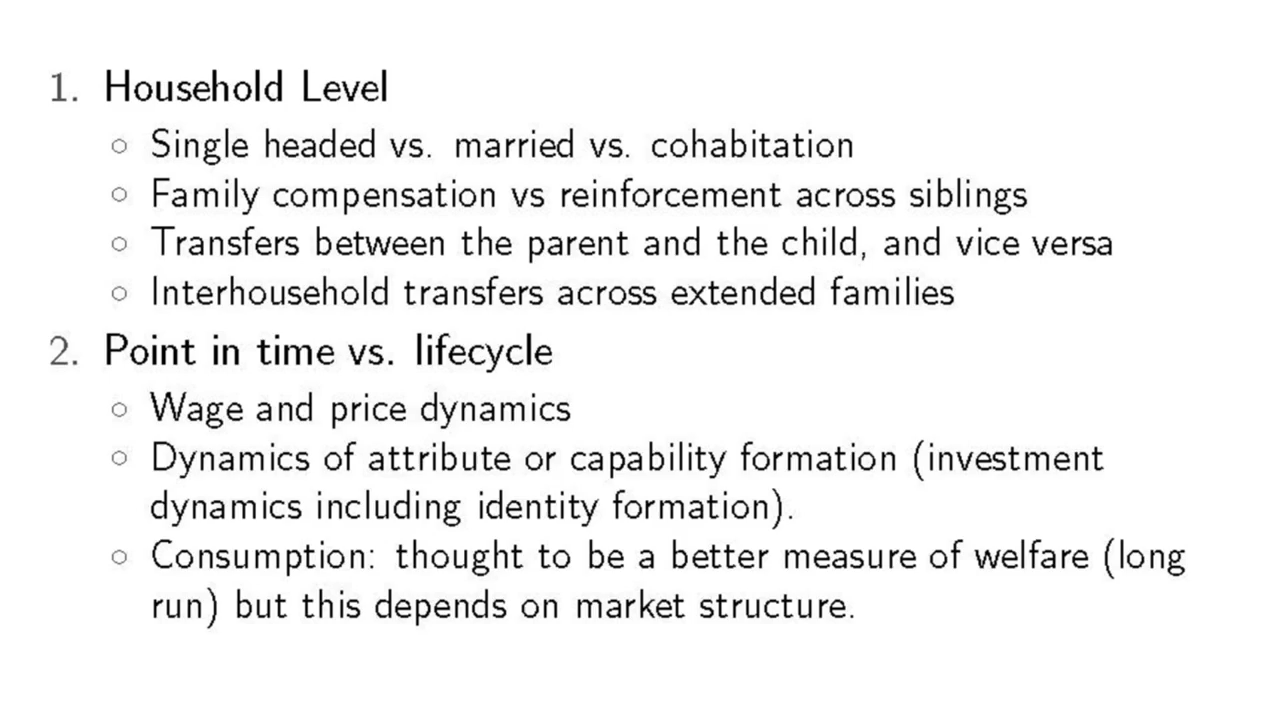 1. Household Level
○ Single headed vs. married vs. cohabitation
○ Family compensation vs reinforcement across siblings
○ Transfers between the parent and the child, and vice versa
○ Interhousehold transfers across extended families
2. Point in time vs. lifecycle
○ Wage and price dynamics
○ Dynamics of attribute or capability formation (investment
dynamics including identity formation).
○ Consumption: thought to be a better measure of welfare (long
run) but this depends on market structure.